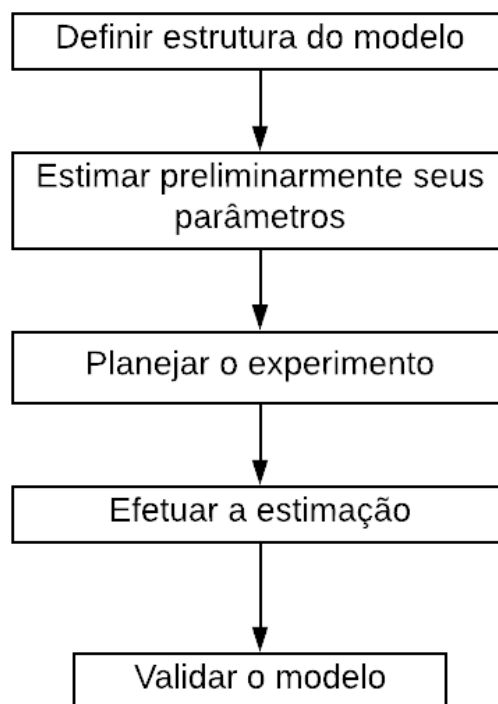 Definir estrutura do modelo
Estimar preliminarmente seus
parâmetros
Planejar o experimento
Efetuar a estimação
Validar o modelo